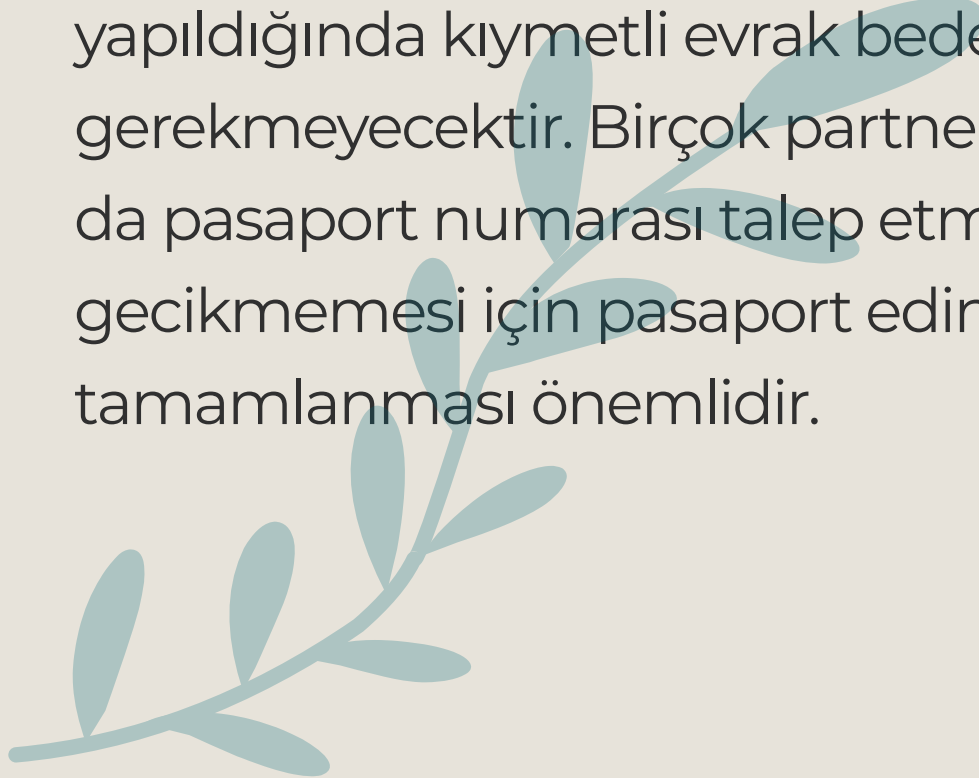 yapıldığında kıymetli evrak bede
gerekmeyecektir. Birçok partne
da pasaport numarası talep etm
gecikmemesi için pasaport edin
tamamlanması önemlidir.